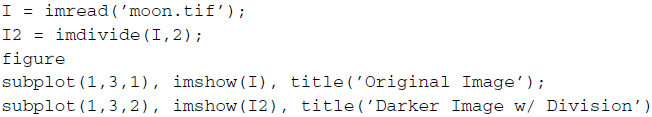 I = imread(’moon.tif’);
I2 = imdivide(I,2);
figure
subplot(1,3,1), imshow(I), title(’Original Image’);
subplot(1,3,2), imshow(I2), title(’Darker Image w/ Division’)